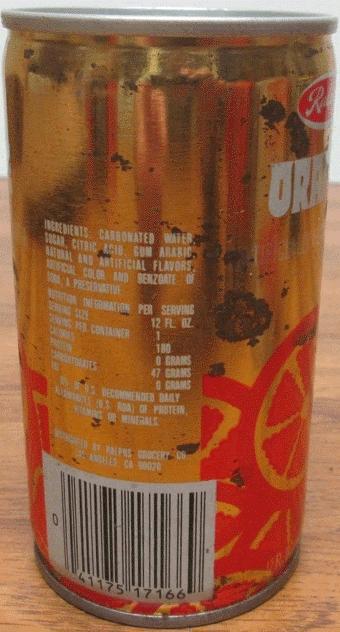 Ra
ORA
INGREDIENTS: CARBONATED WATER,
SUGAR, CITRIC ACID, GUM ARABIC,
NATURAL AND ARTIFICIAL FLAVORS,
ARTIFICIAL COLOR AND BENZOATE OF
SODA, A PRESERVATIVE
NUTRITION INFORMATION PER SERVING
SERVING SIZE 12 FL. OZ.
SERVING PER CONTAINER 1
CALORIES 180
PROTEIN 0 GRAMS
CARBOHYDRATES 47 GRAMS
FAT 0 GRAMS
U.S. RECOMMENDED DAILY
ALLOWANCES (U.S. RDA) OF PROTEIN,
VITAMINS OR MINERALS.
DISTRIBUTED BY RALPHS GROCERY CO.
LOS ANGELES, CA 90020
0 41175 17166